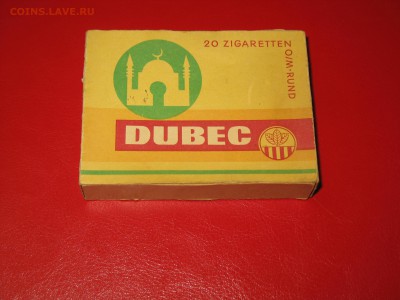 COINS.LAVE.RU
20 ZIGARETTEN
O/M·RUND
DUBEC